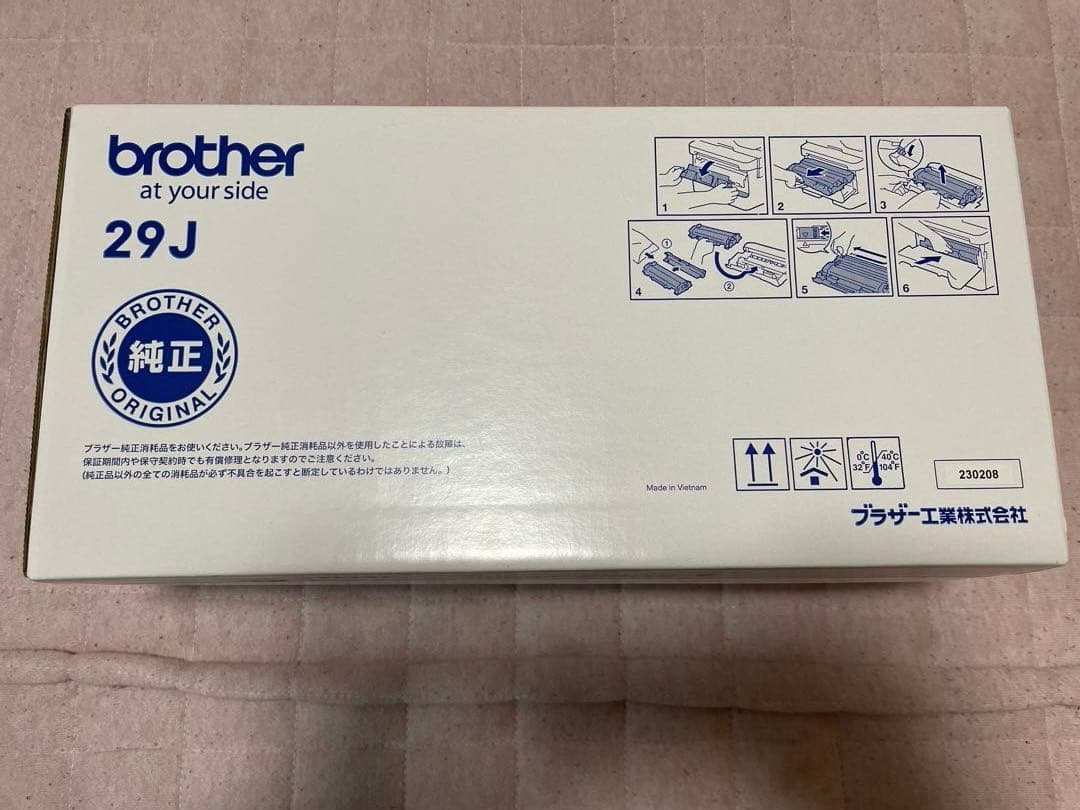 brother
at your side
29J
BROTHER
純正
ORIGINAL
ブラザー純正消耗品をお使いください。ブラザー純正消耗品以外を使用したことによる故障は、
保証期間内や保守契約時でも有償修理となりますのでご注意ください。
(純正品以外の全ての消耗品が必ず不具合を起こすと断定しているわけではありません。)
1
2
3
4
①
②
5
6
Made in Vietnam
0°C
32°F
40°C
104°F
230208
ブラザー工業株式会社